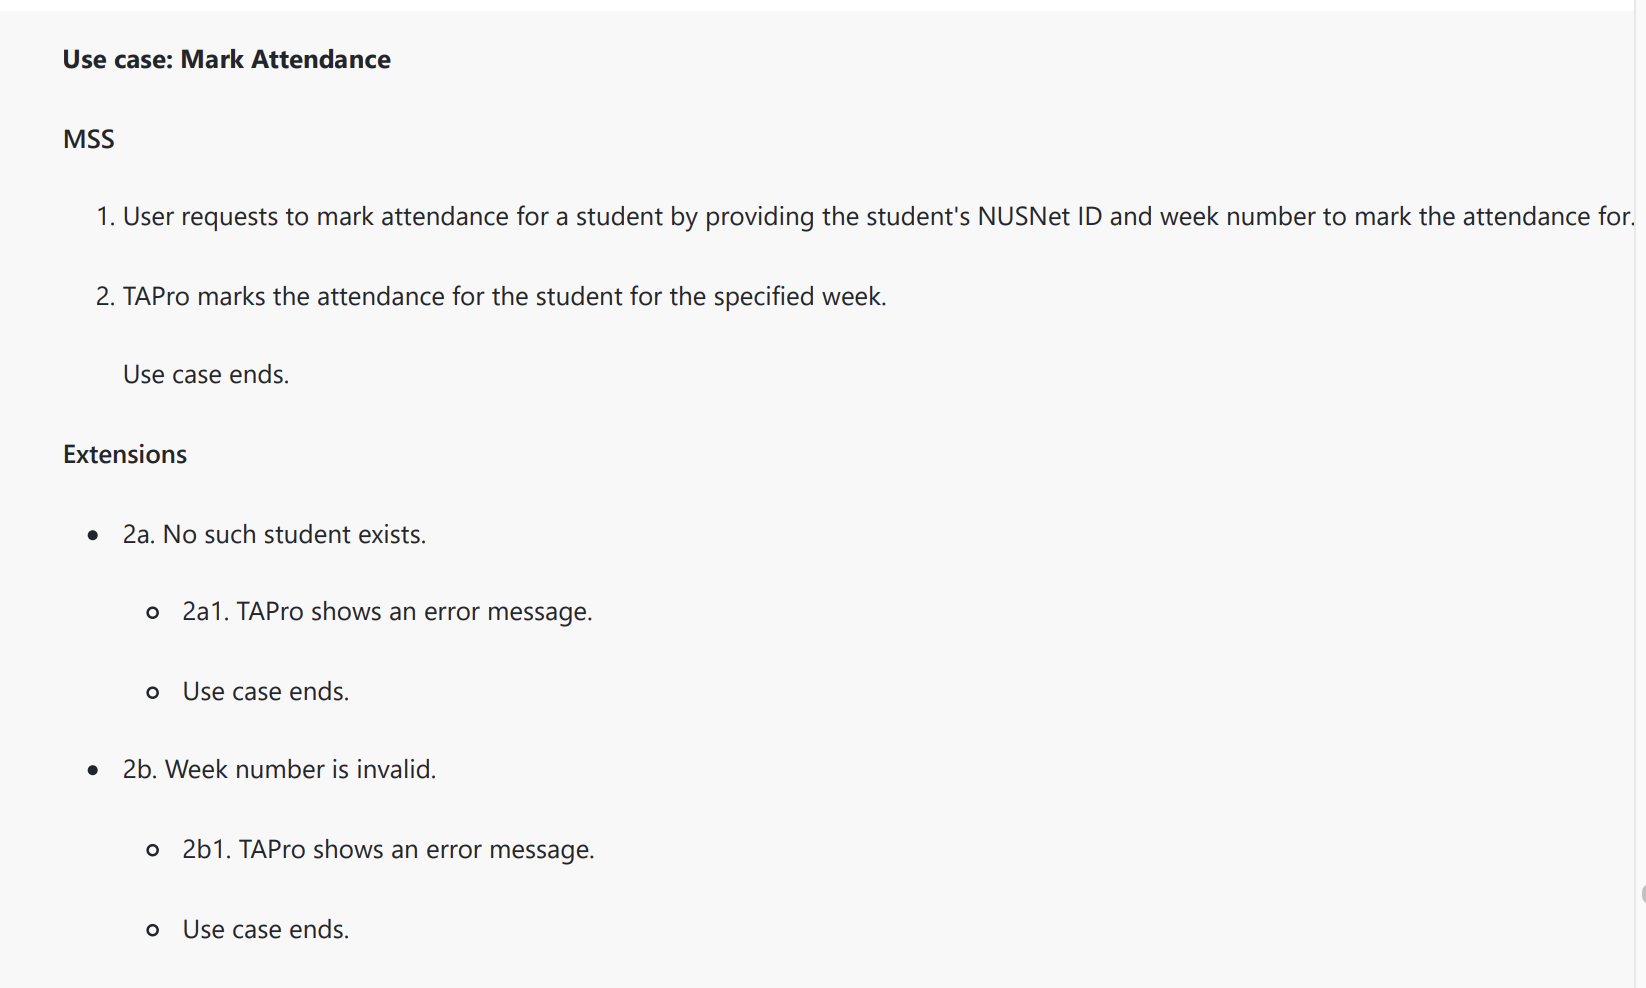 Use case: Mark Attendance
MSS
1. User requests to mark attendance for a student by providing the student's NUSNet ID and week number to mark the attendance for.
2. TAPro marks the attendance for the student for the specified week.
Use case ends.
Extensions
• 2a. No such student exists.
○ 2a1. TAPro shows an error message.
○ Use case ends.
• 2b. Week number is invalid.
○ 2b1. TAPro shows an error message.
○ Use case ends.